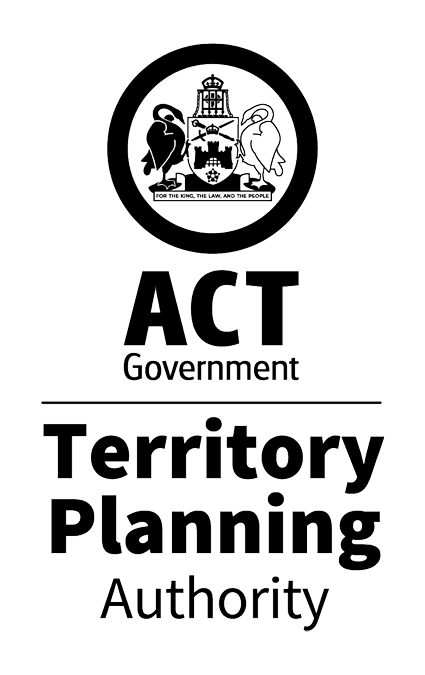 FOR THE KING, THE LAW, AND THE PEOPLE
ACT
Government
Territory
Planning
Authority